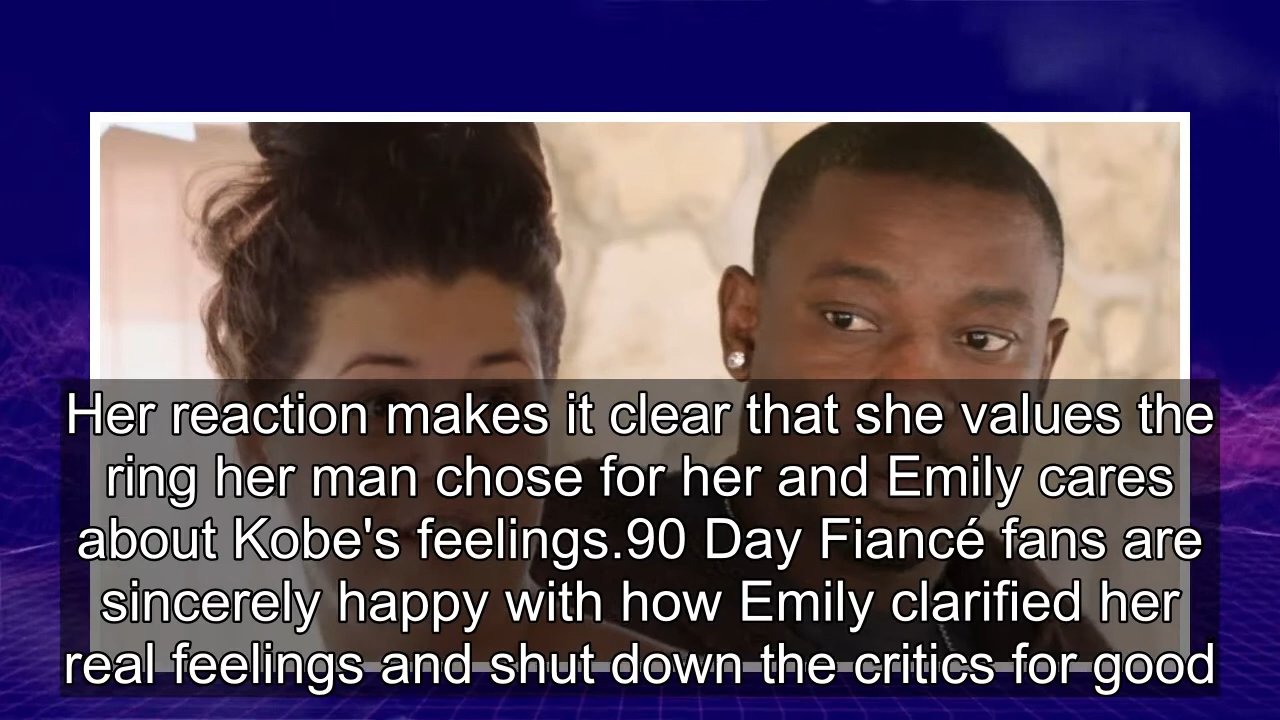 Her reaction makes it clear that she values the
ring her man chose for her and Emily cares
about Kobe's feelings.90 Day Fiancé fans are
sincerely happy with how Emily clarified her
real feelings and shut down the critics for good